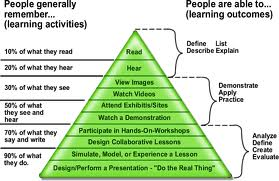 People generally
remember...
(learning activities)
People are able to...
(learning outcomes)
10% of what they read
20% of what they hear
30% of what they see
50% of what they
see and
hear
70% of what they
say and write
90% of what
they do.
Read
Hear
View Images
Watch Videos
Attend Exhibits/Sites
Watch a Demonstration
Participate in Hands-On-Workshops
Design Collaborative Lessons
Simulate, Model, or Experience a Lesson
Design/Perform a Presentation - "Do the Real Thing"
Define List
Describe Explain
Demonstrate
Apply
Practice
Analyze
Define
Create
Evaluate